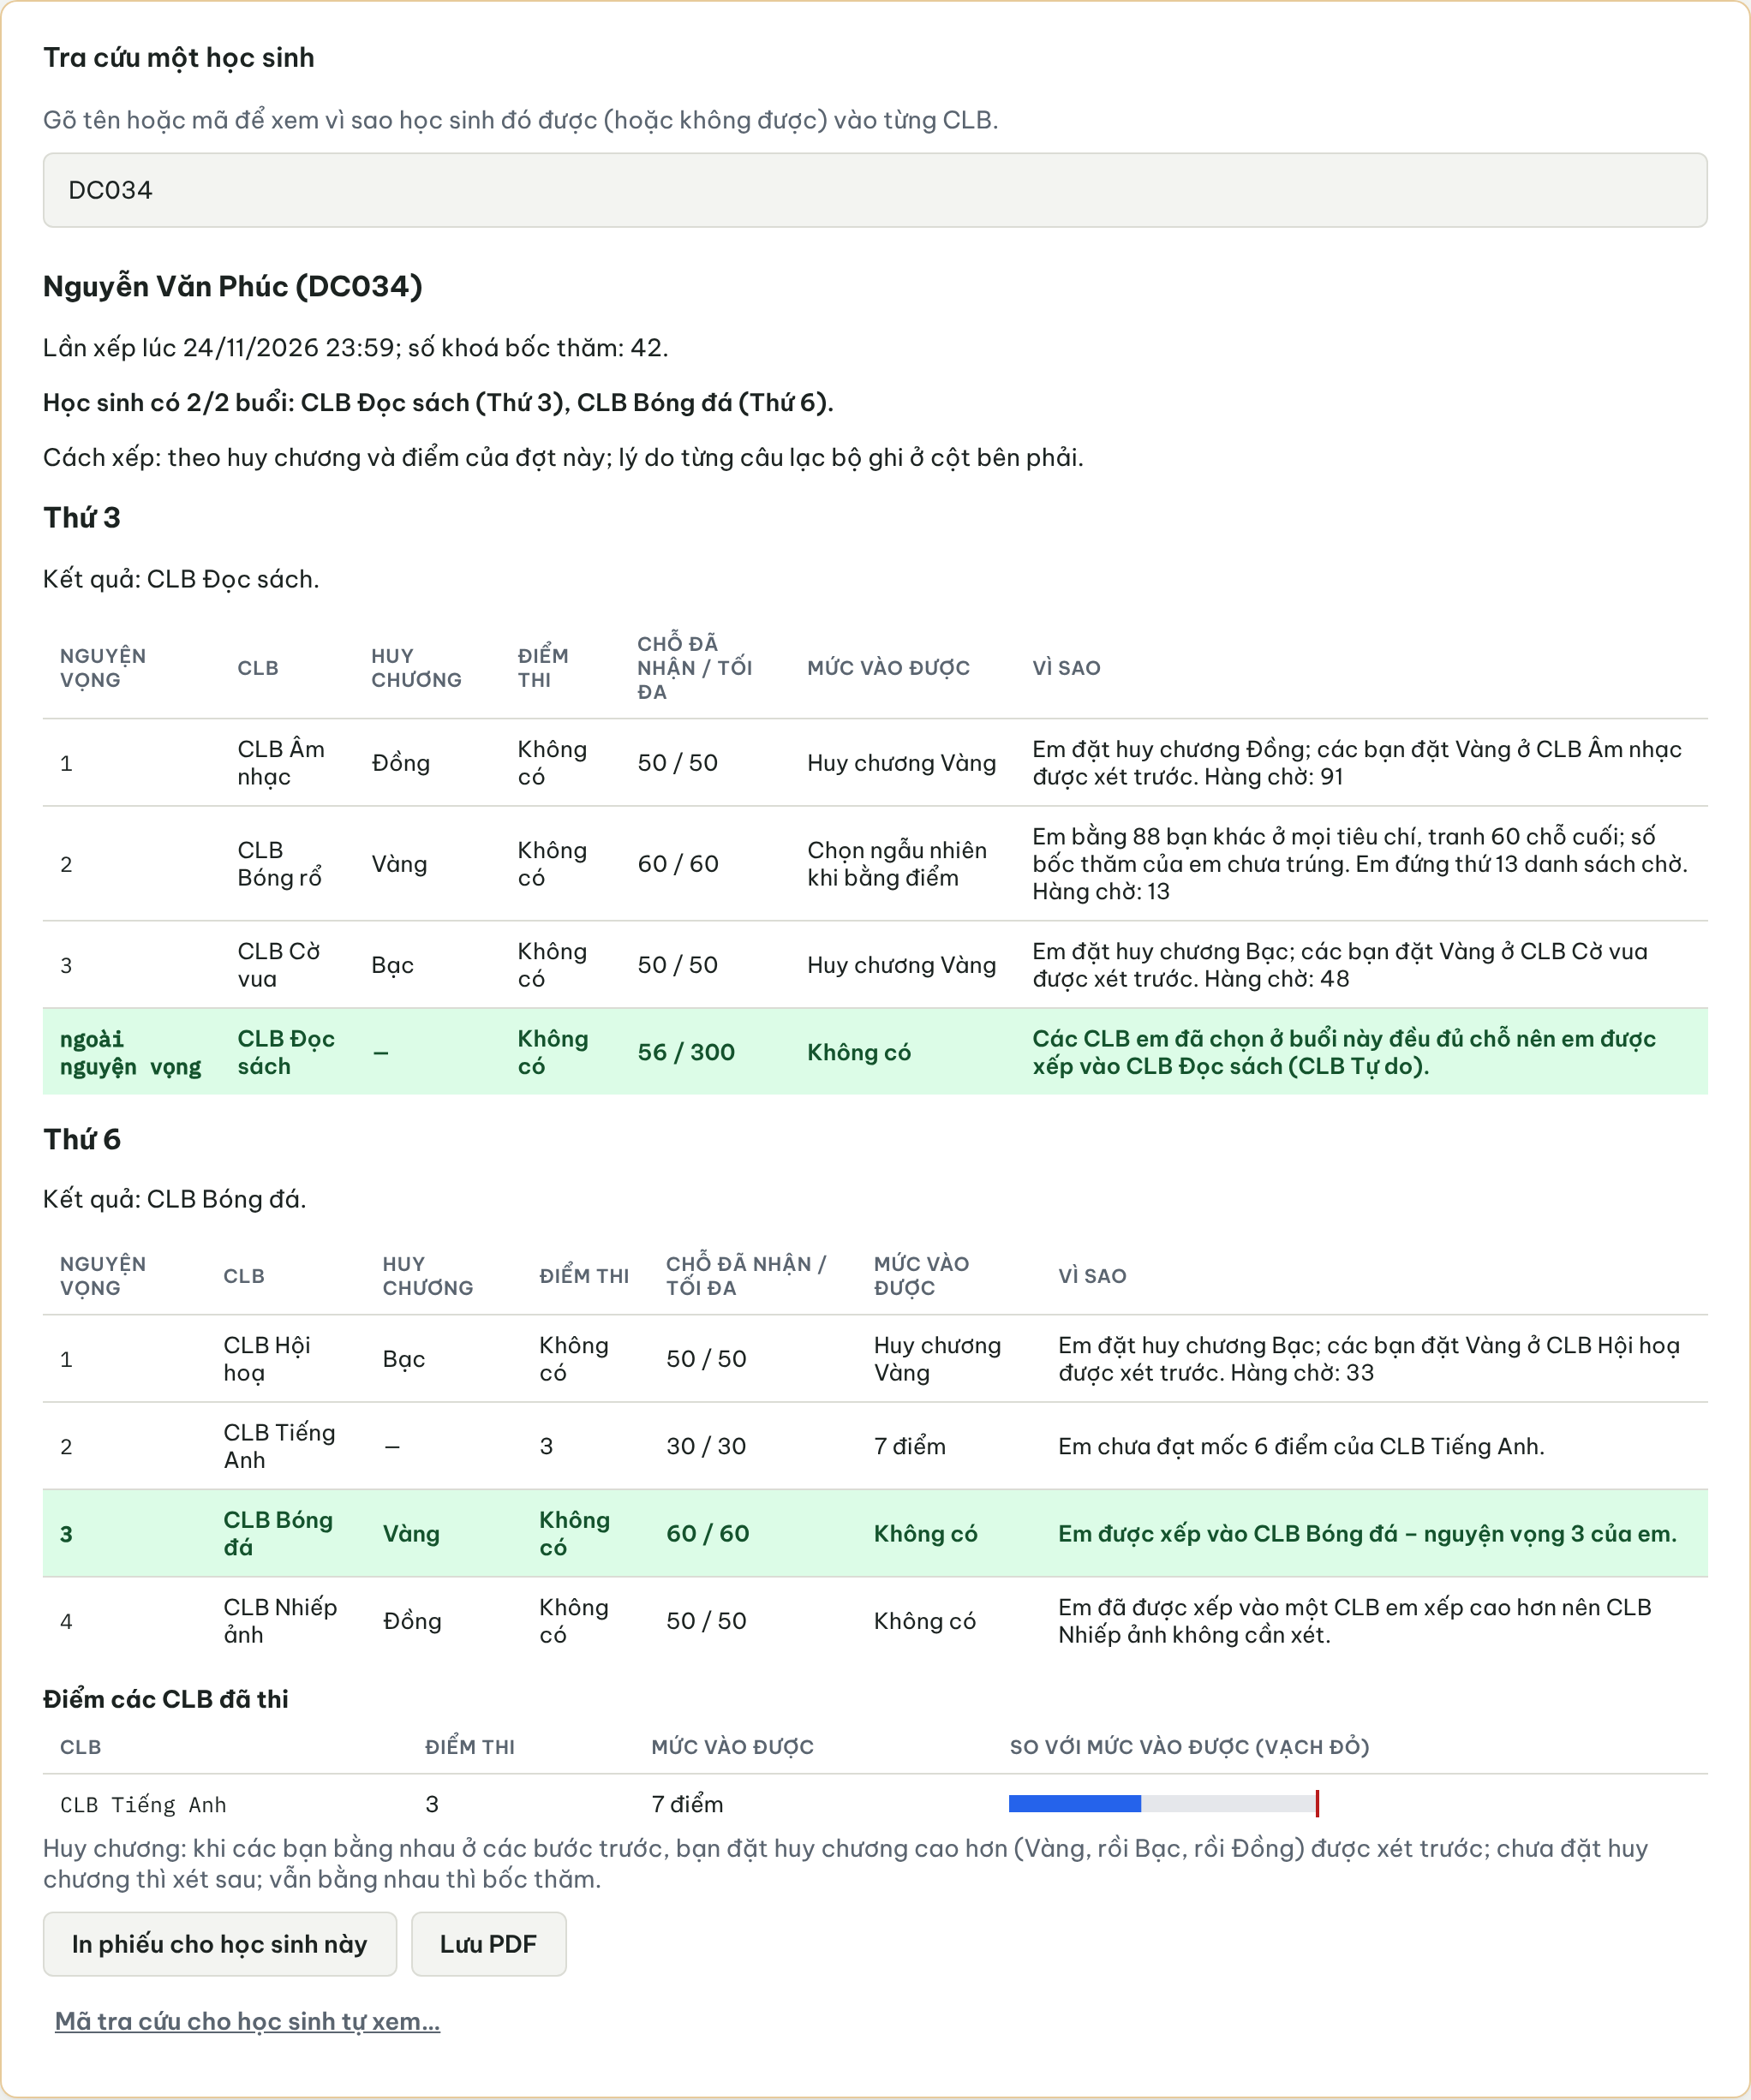 Tra cứu một học sinh
Gõ tên hoặc mã để xem vì sao học sinh đó được (hoặc không được) vào từng CLB.
DC034
Nguyễn Văn Phúc (DC034)
Lần xếp lúc 24/11/2026 23:59; số khoá bốc thăm: 42.
Học sinh có 2/2 buổi: CLB Đọc sách (Thứ 3), CLB Bóng đá (Thứ 6).
Cách xếp: theo huy chương và điểm của đợt này; lý do từng câu lạc bộ ghi ở cột bên phải.
Thứ 3
Kết quả: CLB Đọc sách.
NGUYỆN VỌNG CLB HUY CHƯƠNG ĐIỂM THI CHỖ ĐÃ NHẬN / TỐI ĐA MỨC VÀO ĐƯỢC VÌ SAO
1 CLB Âm nhạc Đồng Không có 50 / 50 Huy chương Vàng Em đặt huy chương Đồng; các bạn đặt Vàng ở CLB Âm nhạc được xét trước. Hàng chờ: 91
2 CLB Bóng rổ Vàng Không có 60 / 60 Chọn ngẫu nhiên khi bằng điểm Em bằng 88 bạn khác ở mọi tiêu chí, tranh 60 chỗ cuối; số bốc thăm của em chưa trúng. Em đứng thứ 13 danh sách chờ. Hàng chờ: 13
3 CLB Cờ vua Bạc Không có 50 / 50 Huy chương Vàng Em đặt huy chương Bạc; các bạn đặt Vàng ở CLB Cờ vua được xét trước. Hàng chờ: 48
ngoài nguyện vọng CLB Đọc sách – Không có 56 / 300 Không có Các CLB em đã chọn ở buổi này đều đủ chỗ nên em được xếp vào CLB Đọc sách (CLB Tự do).
Thứ 6
Kết quả: CLB Bóng đá.
NGUYỆN VỌNG CLB HUY CHƯƠNG ĐIỂM THI CHỖ ĐÃ NHẬN / TỐI ĐA MỨC VÀO ĐƯỢC VÌ SAO
1 CLB Hội hoạ Bạc Không có 50 / 50 Huy chương Vàng Em đặt huy chương Bạc; các bạn đặt Vàng ở CLB Hội hoạ được xét trước. Hàng chờ: 33
2 CLB Tiếng Anh – 3 30 / 30 7 điểm Em chưa đạt mốc 6 điểm của CLB Tiếng Anh.
3 CLB Bóng đá Vàng Không có 60 / 60 Không có Em được xếp vào CLB Bóng đá – nguyện vọng 3 của em.
4 CLB Nhiếp ảnh Đồng Không có 50 / 50 Không có Em đã được xếp vào một CLB em xếp cao hơn nên CLB Nhiếp ảnh không cần xét.
Điểm các CLB đã thi
CLB ĐIỂM THI MỨC VÀO ĐƯỢC SO VỚI MỨC VÀO ĐƯỢC (VẠCH ĐỎ)
CLB Tiếng Anh 3 7 điểm
Huy chương: khi các bạn bằng nhau ở các bước trước, bạn đặt huy chương cao hơn (Vàng, rồi Bạc, rồi Đồng) được xét trước; chưa đặt huy
chương thì xét sau; vẫn bằng nhau thì bốc thăm.
In phiếu cho học sinh này Lưu PDF
Mã tra cứu cho học sinh tự xem...